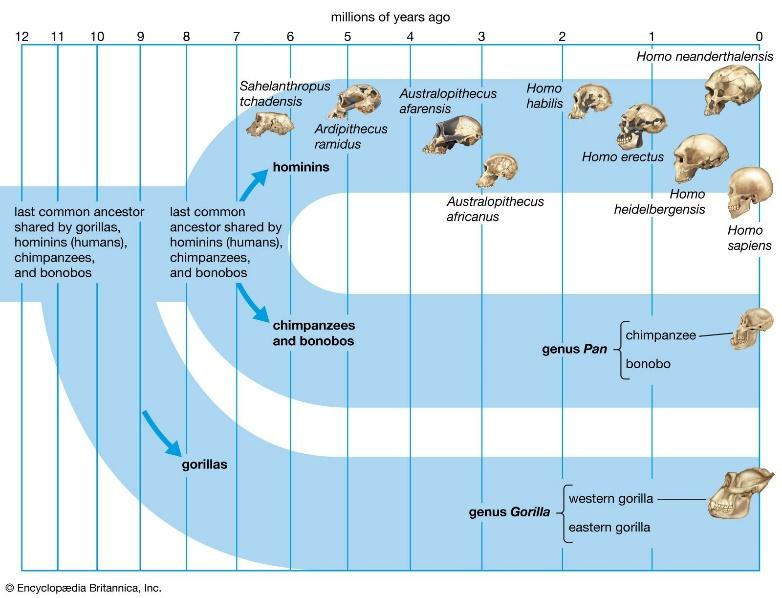 millions of years ago
12 11 10 9 8 7 6 5 4 3 2 1 0
Homo neanderthalensis
Sahelanthropus
tchadensis
Ardipithecus
ramidus
Australopithecus
afarensis
Homo
habilis
Homo erectus
hominins
Australopithecus
africanus
Homo
heidelbergensis
Homo
sapiens
last common ancestor
shared by gorillas,
hominins (humans),
chimpanzees,
and bonobos
last common
ancestor shared by
hominins (humans),
chimpanzees,
and bonobos
chimpanzees
and bonobos
genus Pan
chimpanzee
bonobo
gorillas
genus Gorilla
western gorilla
eastern gorilla
© Encyclopædia Britannica, Inc.